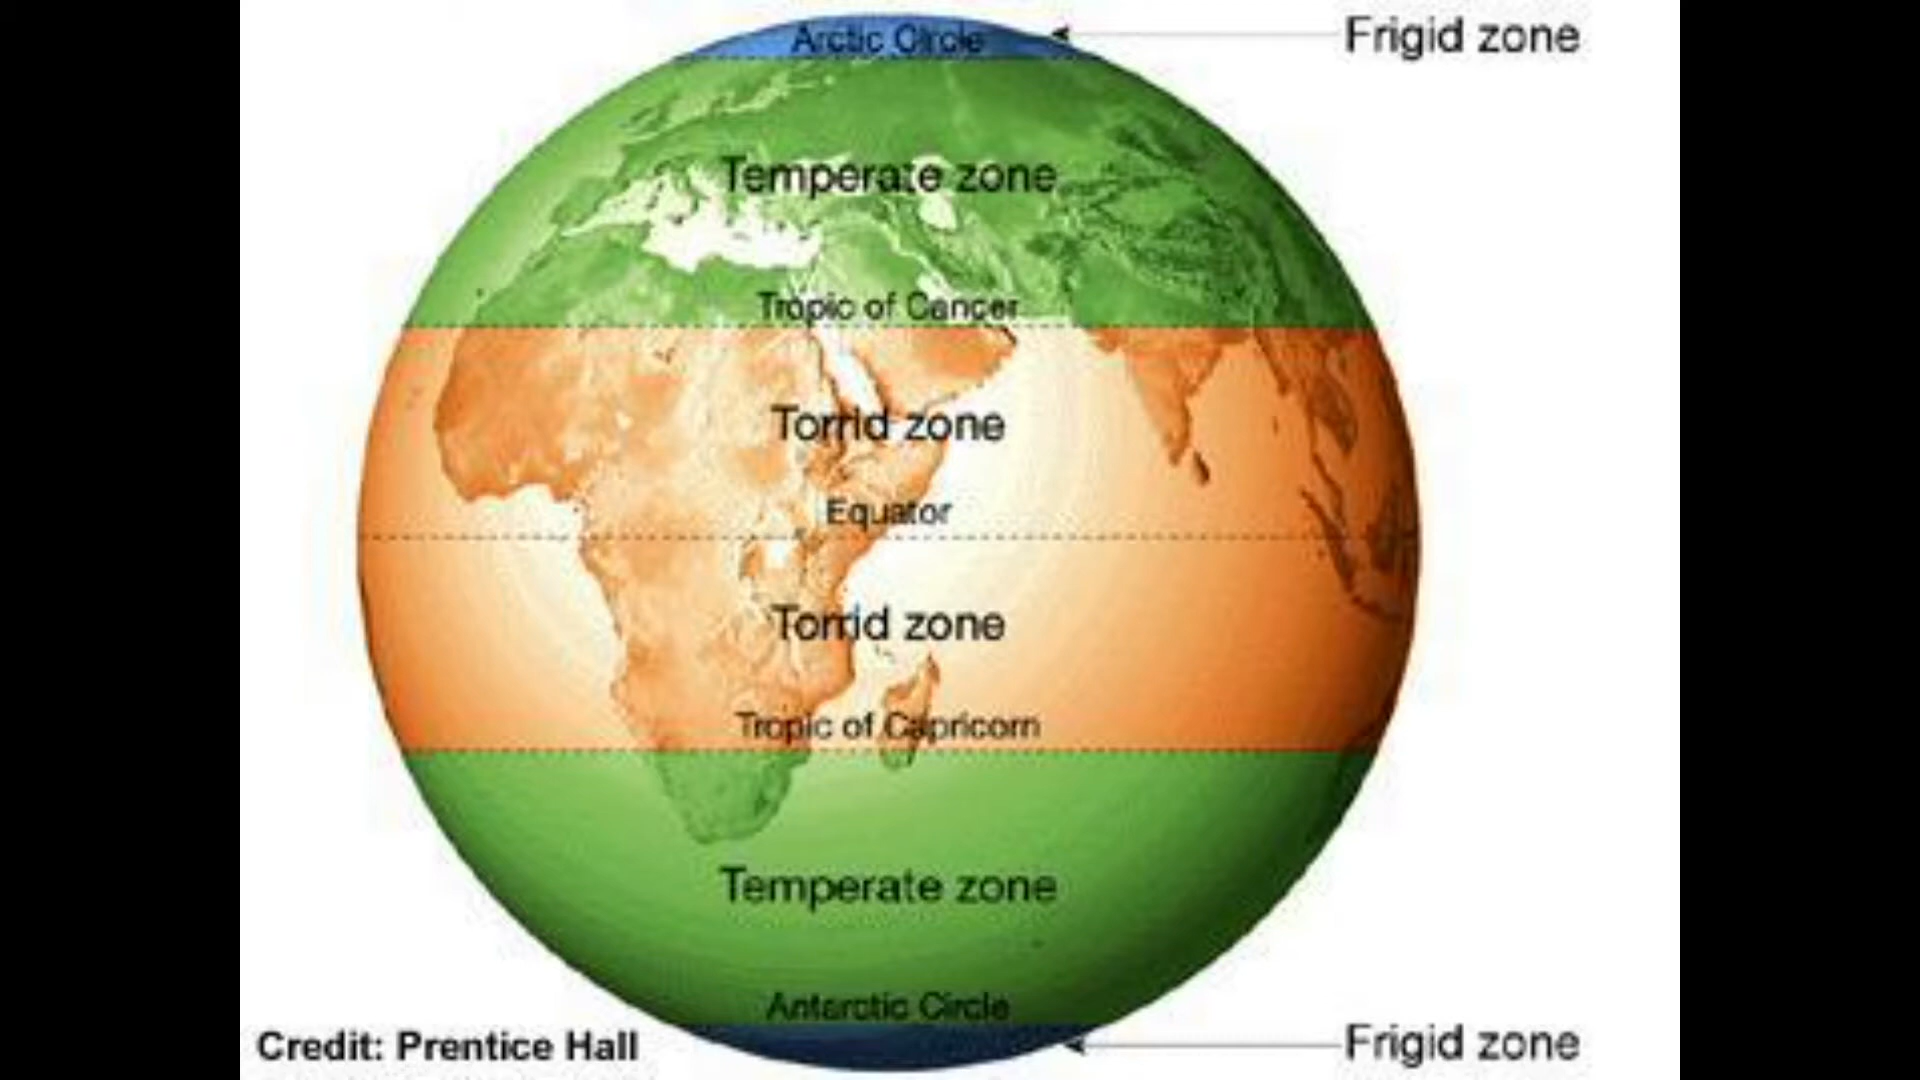 Arctic Circle
Frigid zone
Temperate zone
Tropic of Cancer
Torrid zone
Equator
Torrid zone
Tropic of Capricorn
Temperate zone
Antarctic Circle
Credit: Prentice Hall
Frigid zone